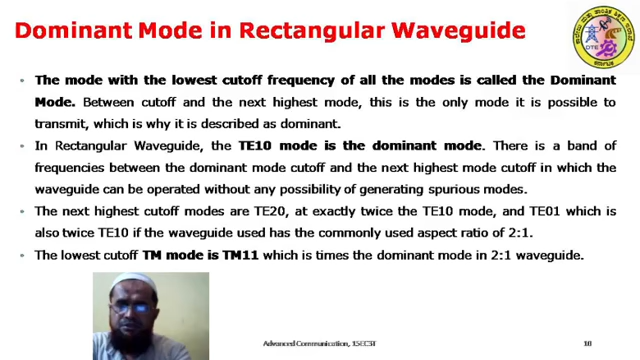 Dominant Mode in Rectangular Waveguide
DTE
• The mode with the lowest cutoff frequency of all the modes is called the Dominant
Mode. Between cutoff and the next highest mode, this is the only mode it is possible to
transmit, which is why it is described as dominant.
• In Rectangular Waveguide, the TE10 mode is the dominant mode. There is a band of
frequencies between the dominant mode cutoff and the next highest mode cutoff in which the
waveguide can be operated without any possibility of generating spurious modes.
• The next highest cutoff modes are TE20, at exactly twice the TE10 mode, and TE01 which is
also twice TE10 if the waveguide used has the commonly used aspect ratio of 2:1.
• The lowest cutoff TM mode is TM11 which is times the dominant mode in 2:1 waveguide.
Advanced Communication, 15EC5T
10